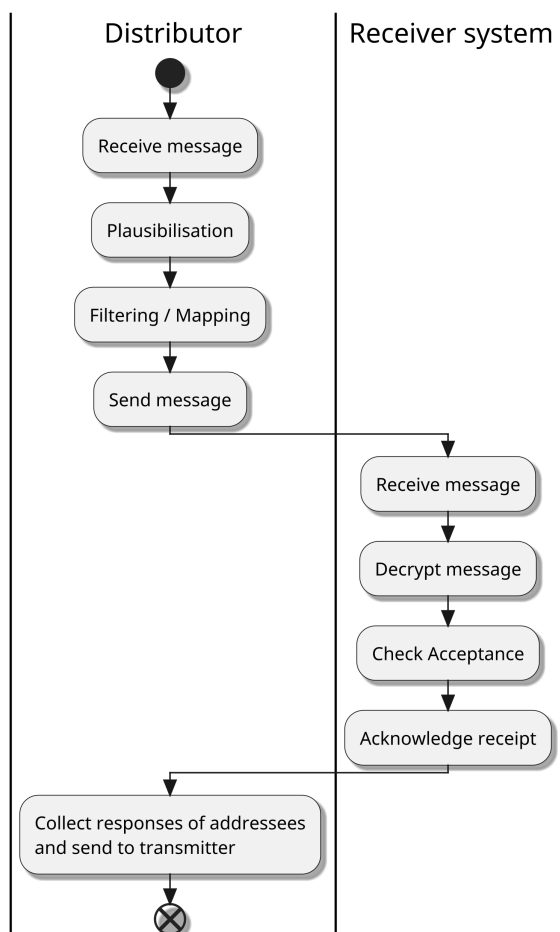 Distributor
Receiver system
Receive message
Plausibilisation
Filtering / Mapping
Send message
Receive message
Decrypt message
Check Acceptance
Acknowledge receipt
Collect responses of addressees
and send to transmitter